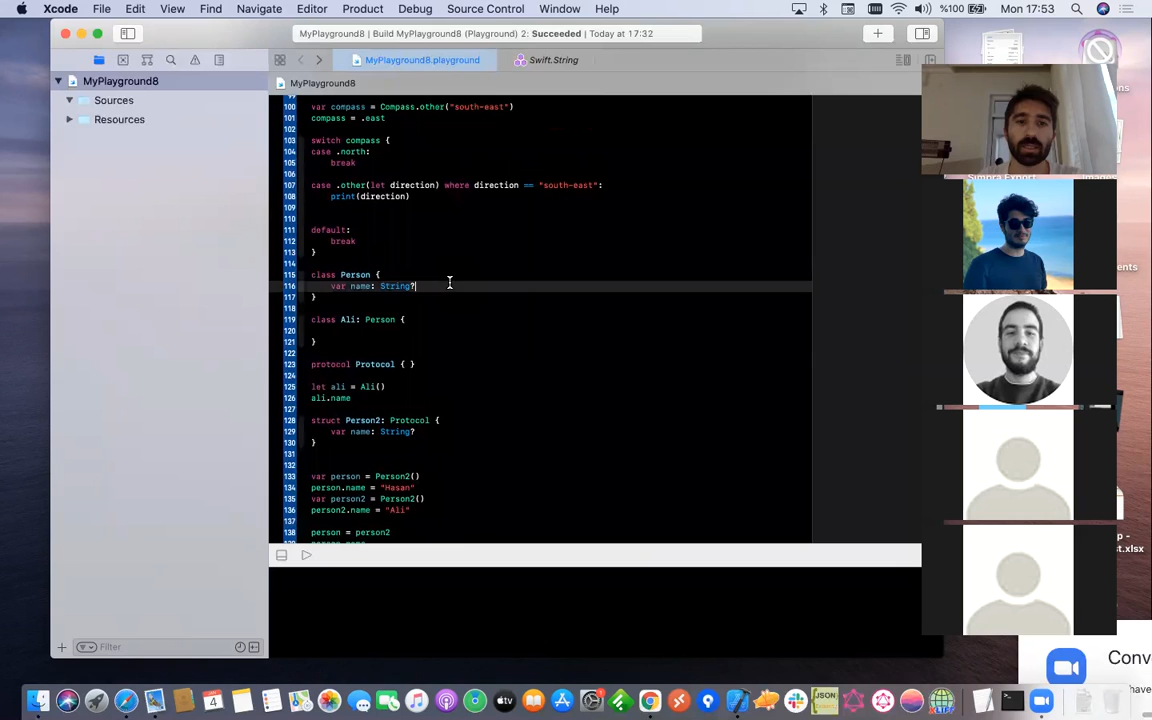 Xcode File Edit View Find Navigate Editor Product Debug Source Control Window Help %100 Mon 17:53
MyPlayground8 | Build MyPlayground8 (Playground) 2: Succeeded | Today at 17:32
MyPlayground8.playground Swift.String
MyPlayground8 MyPlayground8
Sources
Resources
100 var compass = Compass.other("south-east")
101 compass = .east
102
103 switch compass {
104 case .north:
105 break
106
107 case .other(let direction) where direction == "south-east":
108 print(direction)
109
110
111 default:
112 break
113 }
114
115 class Person {
116 var name: String?
117 }
118
119 class Ali: Person {
120
121 }
122
123 protocol Protocol { }
124
125 let ali = Ali()
126 ali.name
127
128 struct Person2: Protocol {
129 var name: String?
130 }
131
132
133 var person = Person2()
134 person.name = "Hasan"
135 var person2 = Person2()
136 person2.name = "Ali"
137
138 person = person2
Filter
4
JSON
XLIFF